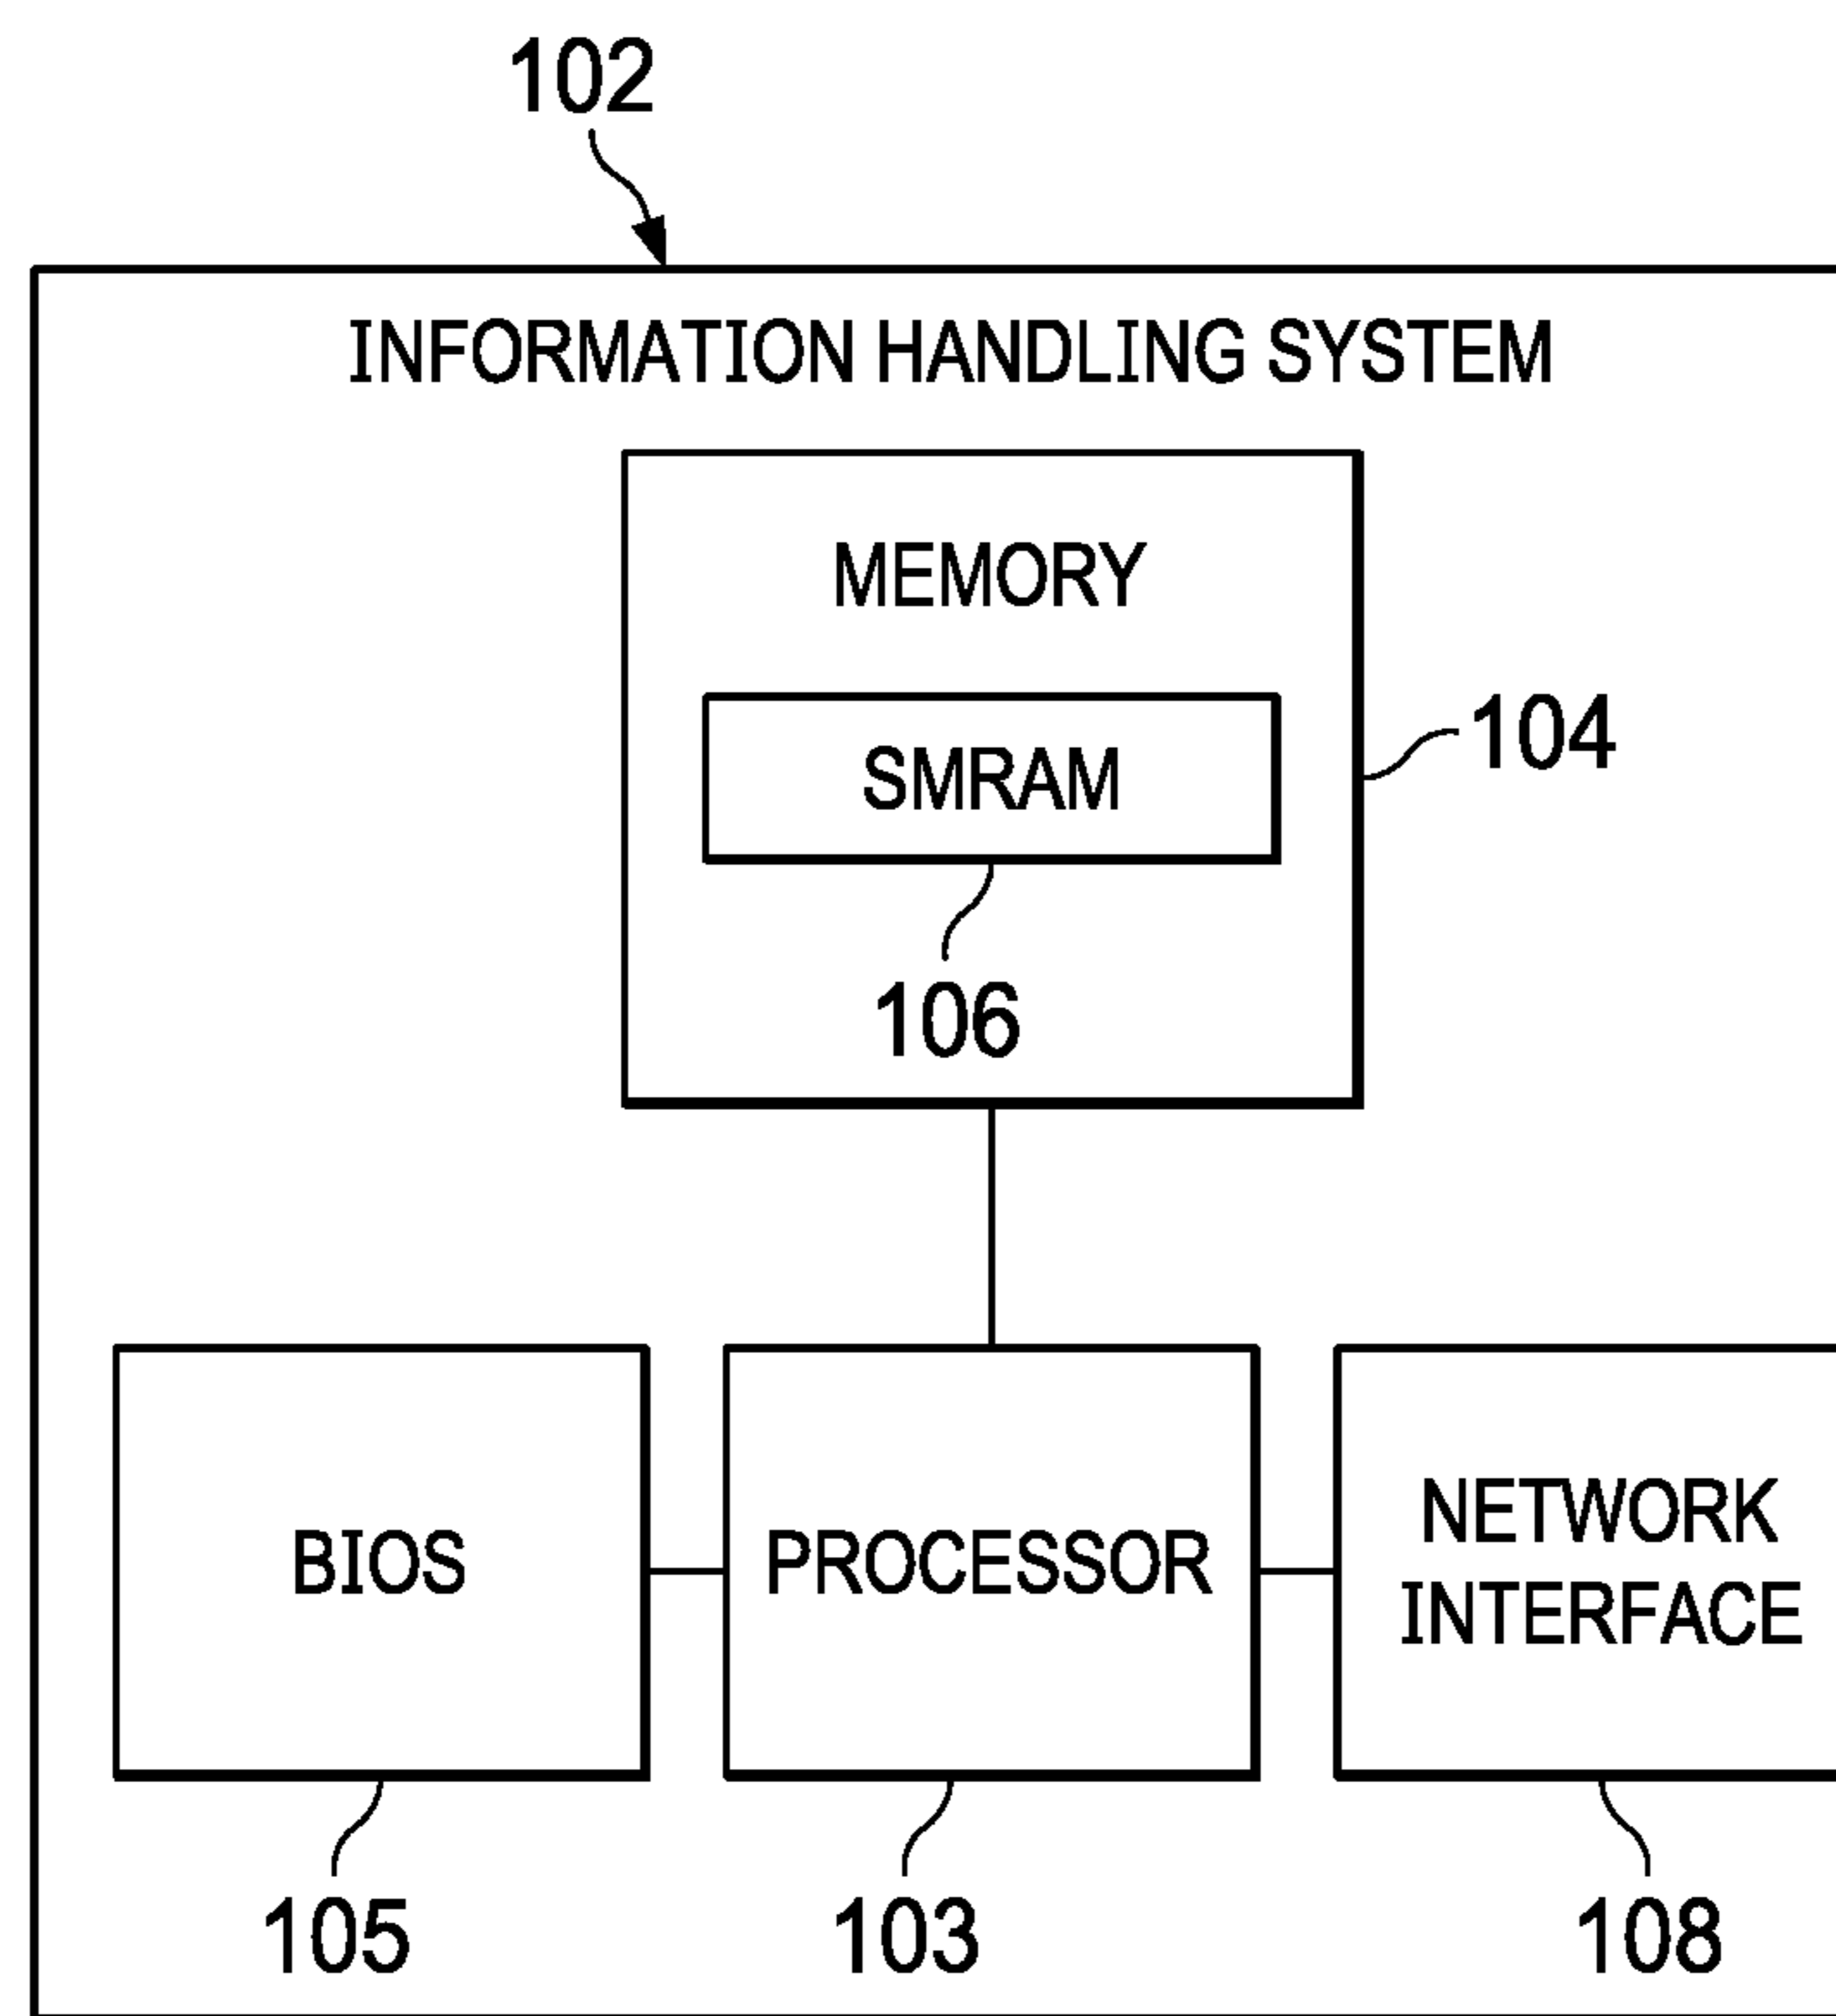 102
INFORMATION HANDLING SYSTEM
MEMORY
SMRAM
104
106
BIOS
PROCESSOR
NETWORK
INTERFACE
105
103
108